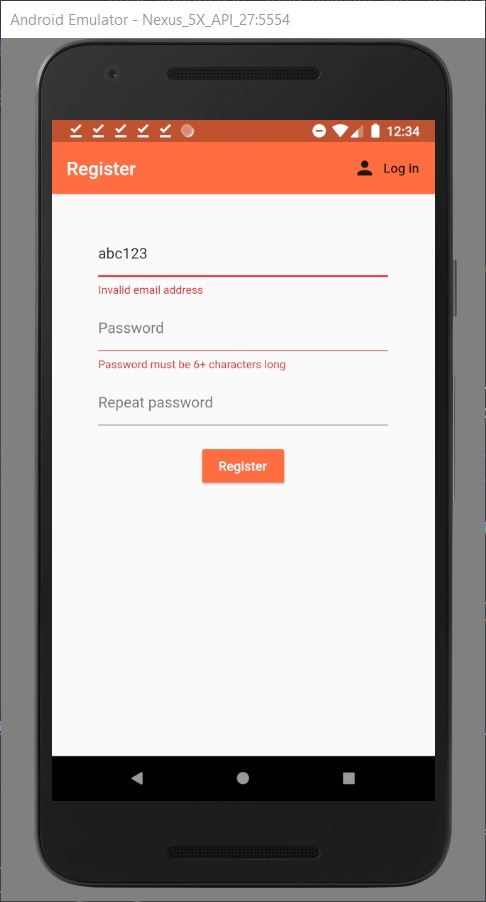 Android Emulator - Nexus_5X_API_27:5554
12:34
Register
Log in
abc123
Invalid email address
Password
Password must be 6+ characters long
Repeat password
Register